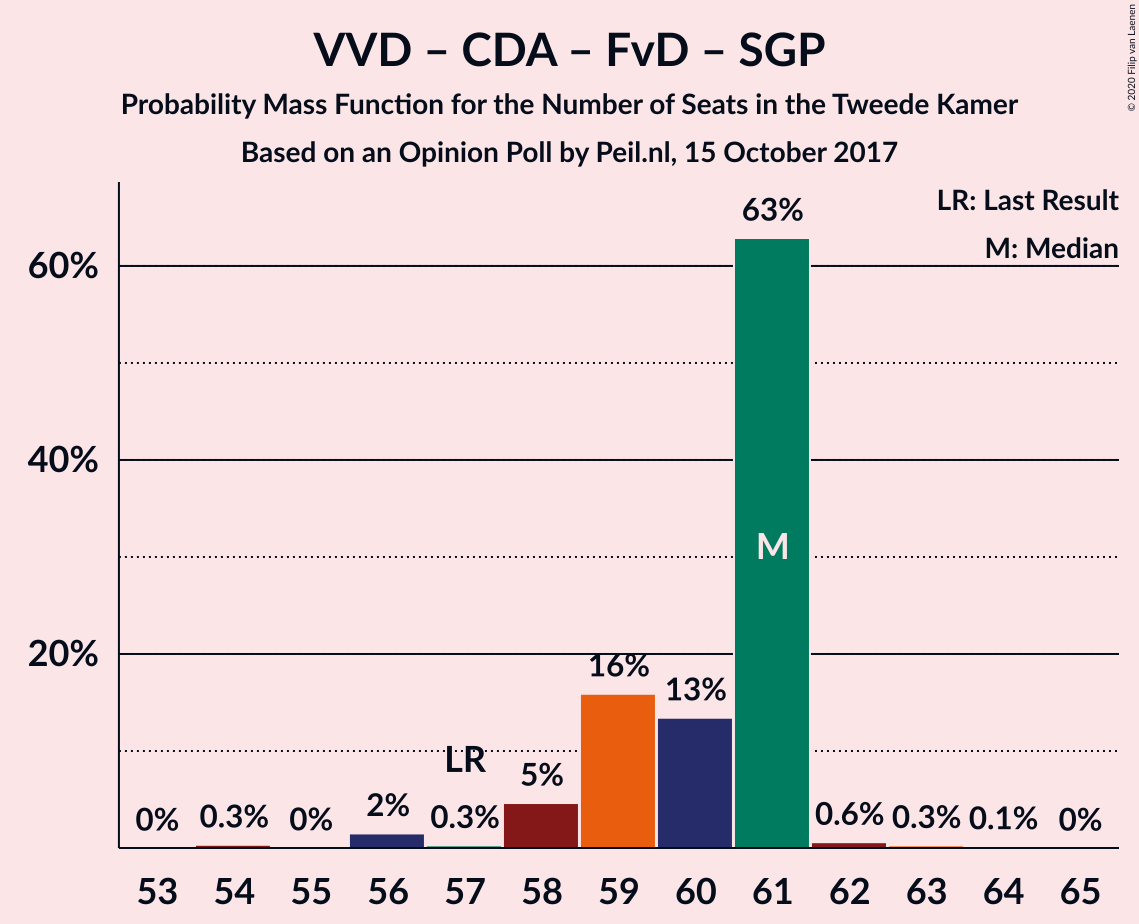 VVD – CDA – FvD – SGP
Probability Mass Function for the Number of Seats in the Tweede Kamer
Based on an Opinion Poll by Peil.nl, 15 October 2017
© 2020 Filip van Laenen
LR: Last Result
M: Median
63%
60%
40%
M
20%
16%
13%
LR
5%
2%
0% 0.3% 0% 0.3% 0.6% 0.3% 0.1% 0%
53 54 55 56 57 58 59 60 61 62 63 64 65